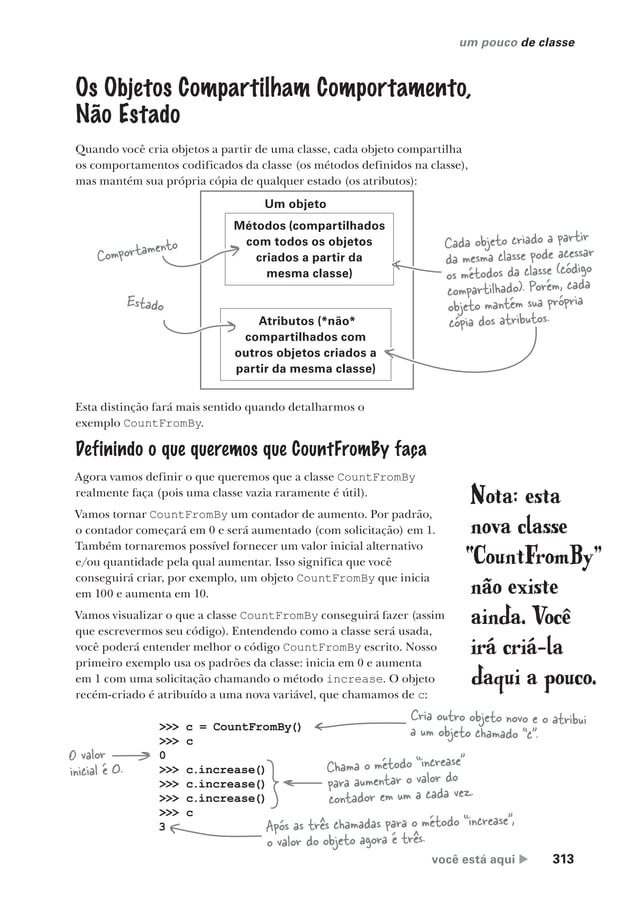 um pouco de classe
Os Objetos Compartilham Comportamento,
Não Estado
Quando você cria objetos a partir de uma classe, cada objeto compartilha
os comportamentos codificados da classe (os métodos definidos na classe),
mas mantém sua própria cópia de qualquer estado (os atributos):
Um objeto
Métodos (compartilhados
com todos os objetos
criados a partir da
mesma classe)
Comportamento
Cada objeto criado a partir
da mesma classe pode acessar
os métodos da classe (código
compartilhado). Porém, cada
objeto mantém sua própria
cópia dos atributos.
Estado
Atributos (*não*
compartilhados com
outros objetos criados a
partir da mesma classe)
Esta distinção fará mais sentido quando detalharmos o
exemplo CountFromBy.
Definindo o que queremos que CountFromBy faça
Agora vamos definir o que queremos que a classe CountFromBy
realmente faça (pois uma classe vazia raramente é útil).
Vamos tornar CountFromBy um contador de aumento. Por padrão,
o contador começará em 0 e será aumentado (com solicitação) em 1.
Também tornaremos possível fornecer um valor inicial alternativo
e/ou quantidade pela qual aumentar. Isso significa que você
conseguirá criar, por exemplo, um objeto CountFromBy que inicia
em 100 e aumenta em 10.
Vamos visualizar o que a classe CountFromBy conseguirá fazer (assim
que escrevermos seu código). Entendendo como a classe será usada,
você poderá entender melhor o código CountFromBy escrito. Nosso
primeiro exemplo usa os padrões da classe: inicia em 0 e aumenta
em 1 com uma solicitação chamando o método increase. O objeto
recém-criado é atribuído a uma nova variável, que chamamos de c:
Nota: esta
nova classe
"CountFromBy"
não existe
ainda. Você
irá criá-la
daqui a pouco.
>>> c = CountFromBy()
>>> c
0
>>> c.increase()
>>> c.increase()
>>> c.increase()
>>> c
3
Cria outro objeto novo e o atribui
a um objeto chamado "c".
O valor
inicial é 0.
Chama o método "increase"
para aumentar o valor do
contador em um a cada vez.
Após as três chamadas para o método "increase",
o valor do objeto agora é três.
você está aqui 313